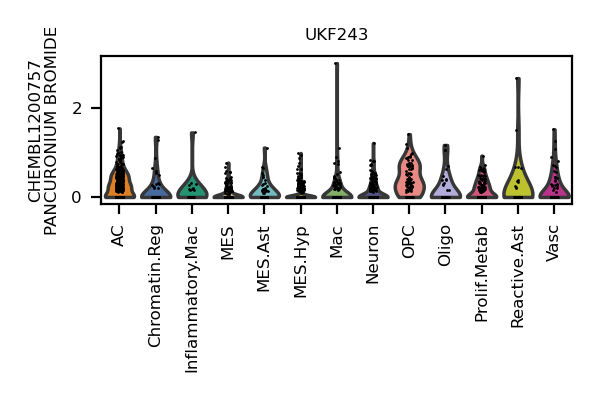 UKF243
CHEMBL1200757
PANCURONIUM BROMIDE
2
0
AC
Chromatin.Reg
Inflammatory.Mac
MES
MES.Ast
MES.Hyp
Mac
Neuron
OPC
Oligo
Prolif.Metab
Reactive.Ast
Vasc